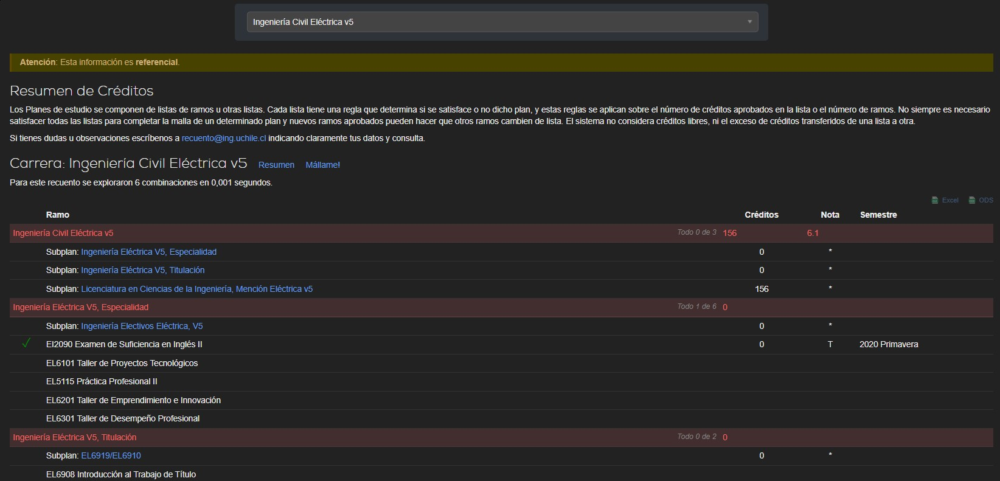 Ingeniería Civil Eléctrica v5
Atención: Esta información es referencial.
Resumen de Créditos
Los Planes de estudio se componen de listas de ramos u otras listas. Cada lista tiene una regla que determina si se satisface o no dicho plan, y estas reglas se aplican sobre el número de créditos aprobados en la lista o el número de ramos. No siempre es necesario
satisfacer todas las listas para completar la malla de un determinado plan y nuevos ramos aprobados pueden hacer que otros ramos cambien de lista. El sistema no considera créditos libres, ni el exceso de créditos transferidos de una lista a otra.
Si tienes dudas u observaciones escríbenos a recuento@ing.uchile.cl indicando claramente tus datos y consulta.
Carrera: Ingeniería Civil Eléctrica v5 Resumen Mállame!
Para este recuento se exploraron 6 combinaciones en 0,001 segundos.
Excel ODS
Ramo Créditos Nota Semestre
Ingeniería Civil Eléctrica v5 Todo 0 de 3 156 6.1
Subplan: Ingeniería Eléctrica V5, Especialidad 0 *
Subplan: Ingeniería Eléctrica V5, Titulación 0 *
Subplan: Licenciatura en Ciencias de la Ingeniería, Mención Eléctrica v5 156 *
Ingeniería Eléctrica V5, Especialidad Todo 1 de 6 0
Subplan: Ingeniería Electivos Eléctrica, V5 0 *
EI2090 Examen de Suficiencia en Inglés II 0 T 2020 Primavera
EL6101 Taller de Proyectos Tecnológicos
EL5115 Práctica Profesional II
EL6201 Taller de Emprendimiento e Innovación
EL6301 Taller de Desempeño Profesional
Ingeniería Eléctrica V5, Titulación Todo 0 de 2 0
Subplan: EL6919/EL6910 0 *
EL6908 Introducción al Trabajo de Título